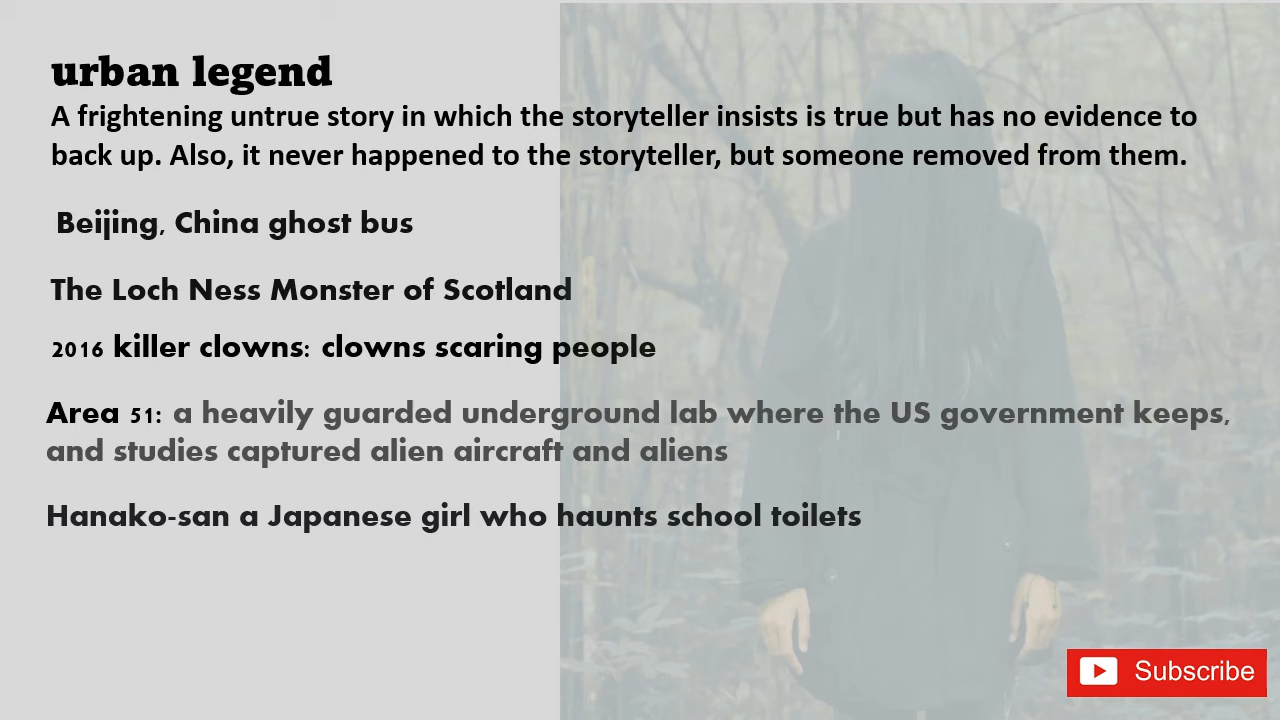 urban legend
A frightening untrue story in which the storyteller insists is true but has no evidence to
back up. Also, it never happened to the storyteller, but someone removed from them.
Beijing, China ghost bus
The Loch Ness Monster of Scotland
2016 killer clowns: clowns scaring people
Area 51: a heavily guarded underground lab where the US government keeps,
and studies captured alien aircraft and aliens
Hanako-san a Japanese girl who haunts school toilets
Subscribe